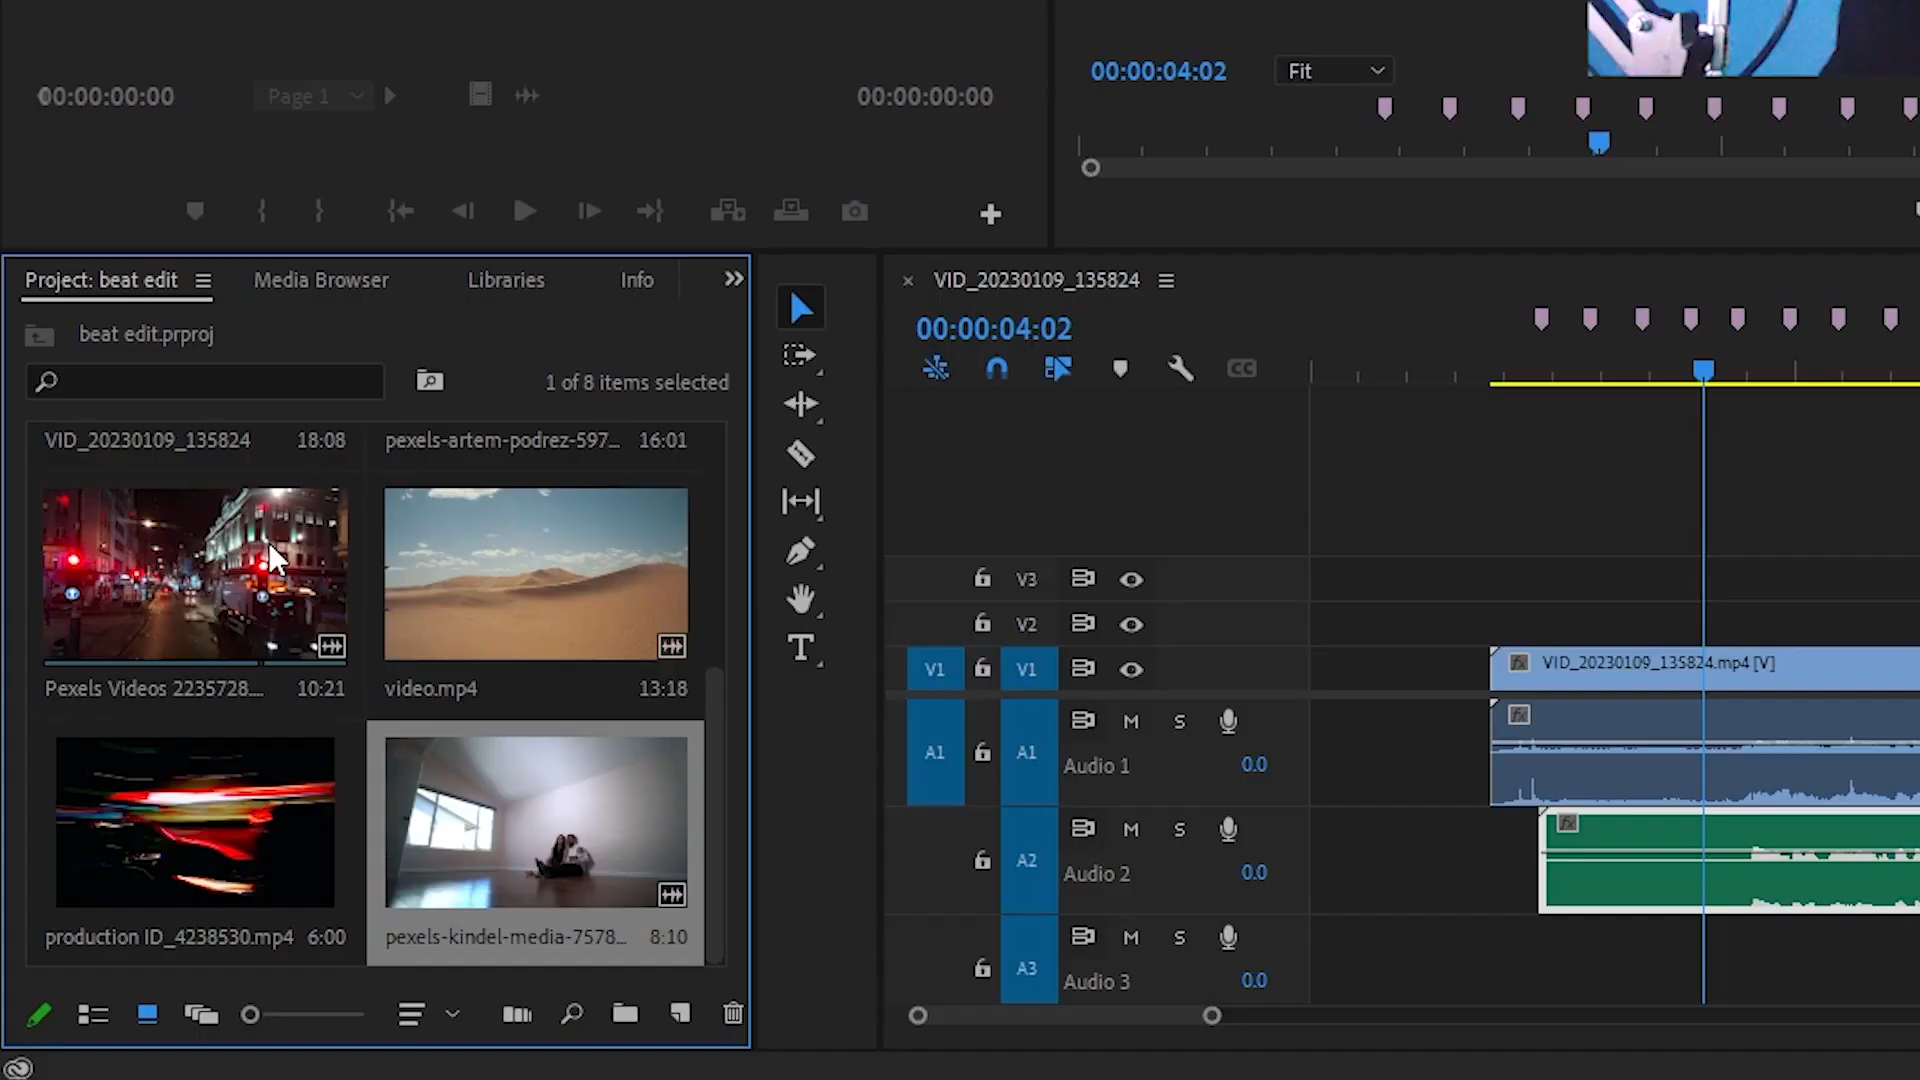 00:00:00:00
Page 1
00:00:00:00
00:00:04:02
Fit
Project: beat edit
Media Browser
Libraries
Info
beat edit.prproj
1 of 8 items selected
VID_20230109_135824 18:08
pexels-artem-podrez-597... 16:01
Pexels Videos 2235728.... 10:21
video.mp4 13:18
production ID_4238530.mp4 6:00
pexels-kindel-media-7578... 8:10
T
× VID_20230109_135824
00:00:04:02
CC
V3
V2
V1 V1
fx VID_20230109_135824.mp4 [V]
A1 A1 M S
Audio 1 0.0
fx
A2 M S
Audio 2 0.0
fx
A3 M S
Audio 3 0.0